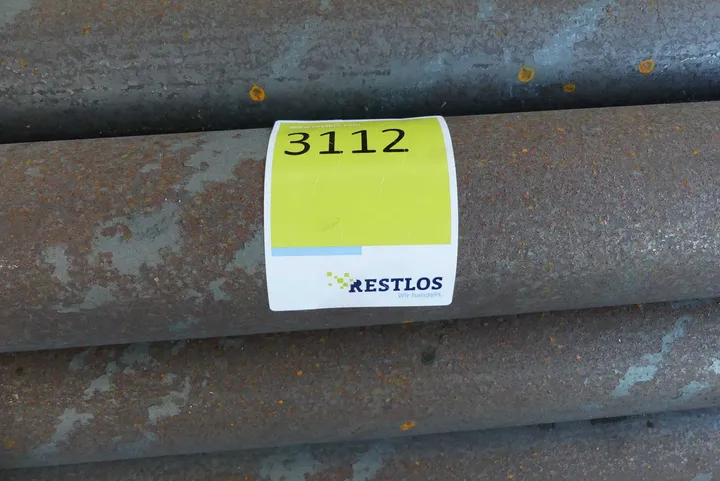 3112
RESTLOS
Wir handeln.